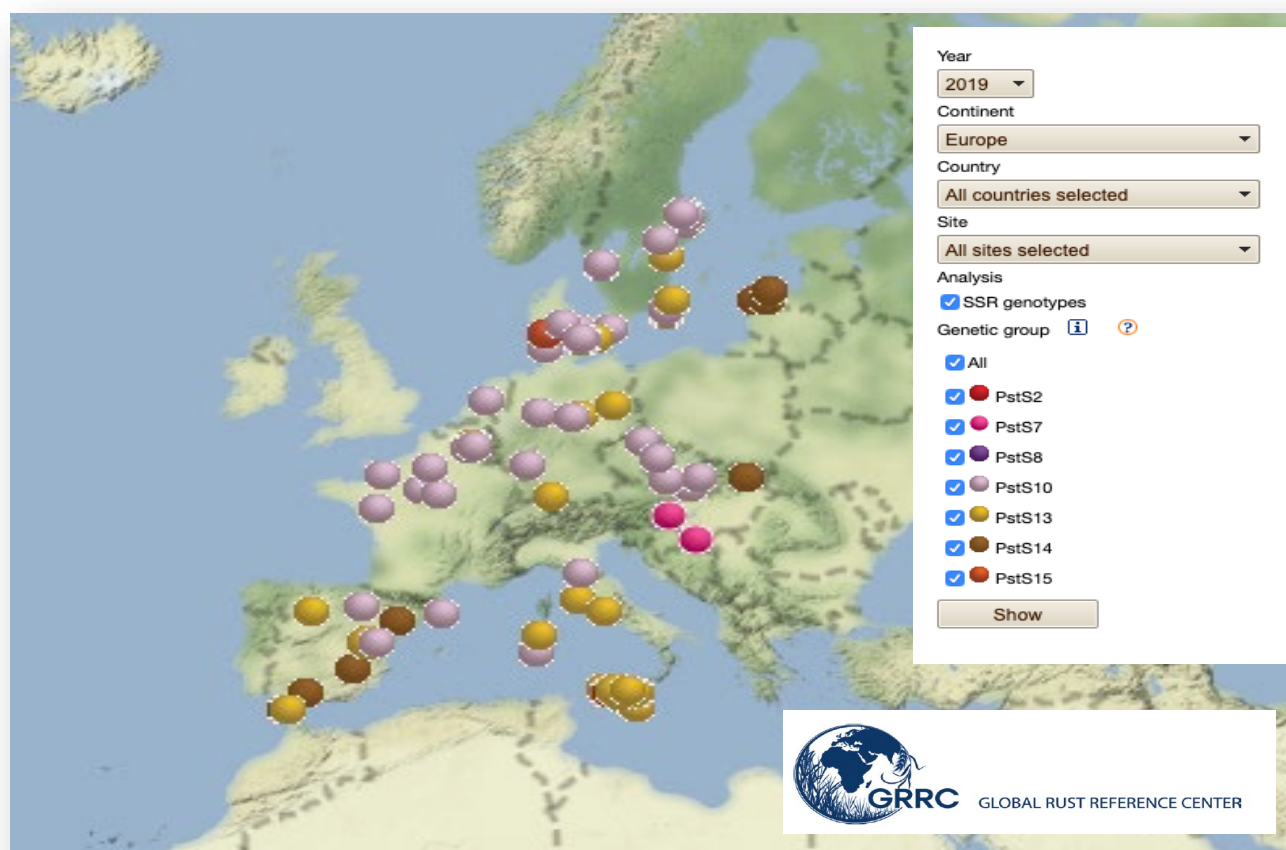 Year
2019
Continent
Europe
Country
All countries selected
Site
All sites selected
Analysis
SSR genotypes
Genetic group i ?
All
PstS2
PstS7
PstS8
PstS10
PstS13
PstS14
PstS15
Show
GRRC GLOBAL RUST REFERENCE CENTER